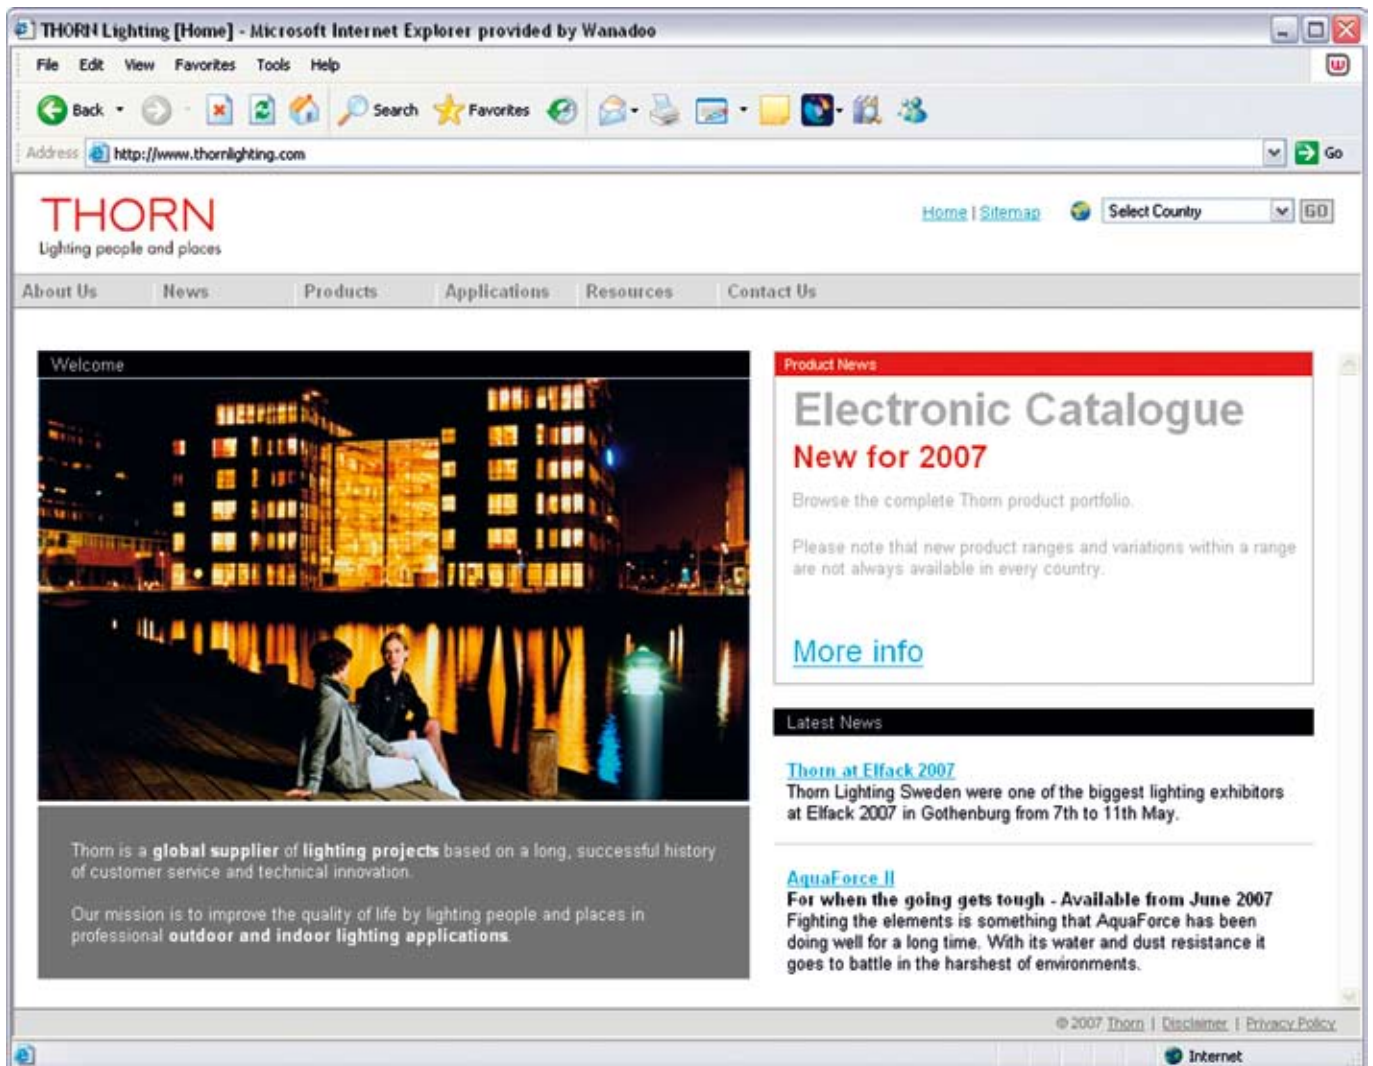 THORN Lighting [Home] - Microsoft Internet Explorer provided by Wanadoo
File Edit View Favorites Tools Help
Back Search Favorites
Address http://www.thornlighting.com Go
THORN
Lighting people and places
Home | Sitemap Select Country GO
About Us News Products Applications Resources Contact Us
Welcome
Thorn is a global supplier of lighting projects based on a long, successful history
of customer service and technical innovation.
Our mission is to improve the quality of life by lighting people and places in
professional outdoor and indoor lighting applications.
Product News
Electronic Catalogue
New for 2007
Browse the complete Thorn product portfolio.
Please note that new product ranges and variations within a range
are not always available in every country.
More info
Latest News
Thorn at Elfack 2007
Thorn Lighting Sweden were one of the biggest lighting exhibitors
at Elfack 2007 in Gothenburg from 7th to 11th May.
AquaForce II
For when the going gets tough - Available from June 2007
Fighting the elements is something that AquaForce has been
doing well for a long time. With its water and dust resistance it
goes to battle in the harshest of environments.
© 2007 Thorn | Disclaimer | Privacy Policy
Internet